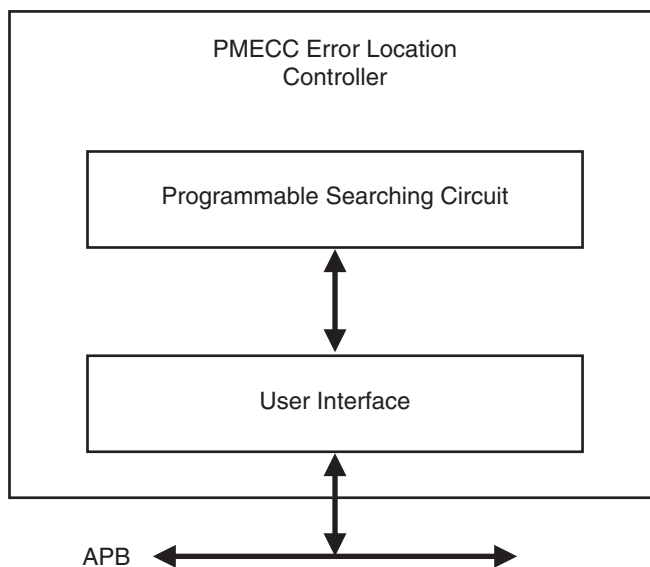 PMECC Error Location
Controller
Programmable Searching Circuit
User Interface
APB